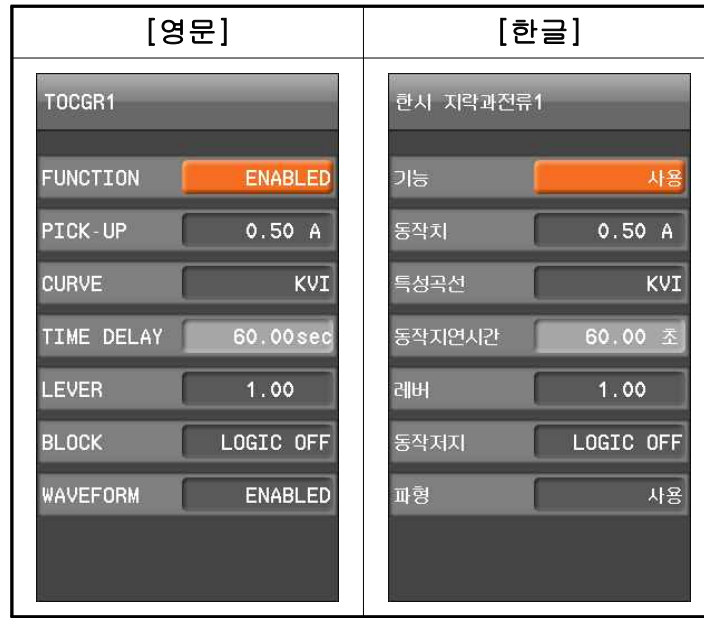 [영문]
[한글]
TOCGR1
FUNCTION ENABLED
PICK-UP 0.50 A
CURVE KVI
TIME DELAY 60.00sec
LEVER 1.00
BLOCK LOGIC OFF
WAVEFORM ENABLED
한시 지락과전류1
기능 사용
동작치 0.50 A
특성곡선 KVI
동작지연시간 60.00 초
레버 1.00
동작저지 LOGIC OFF
파형 사용